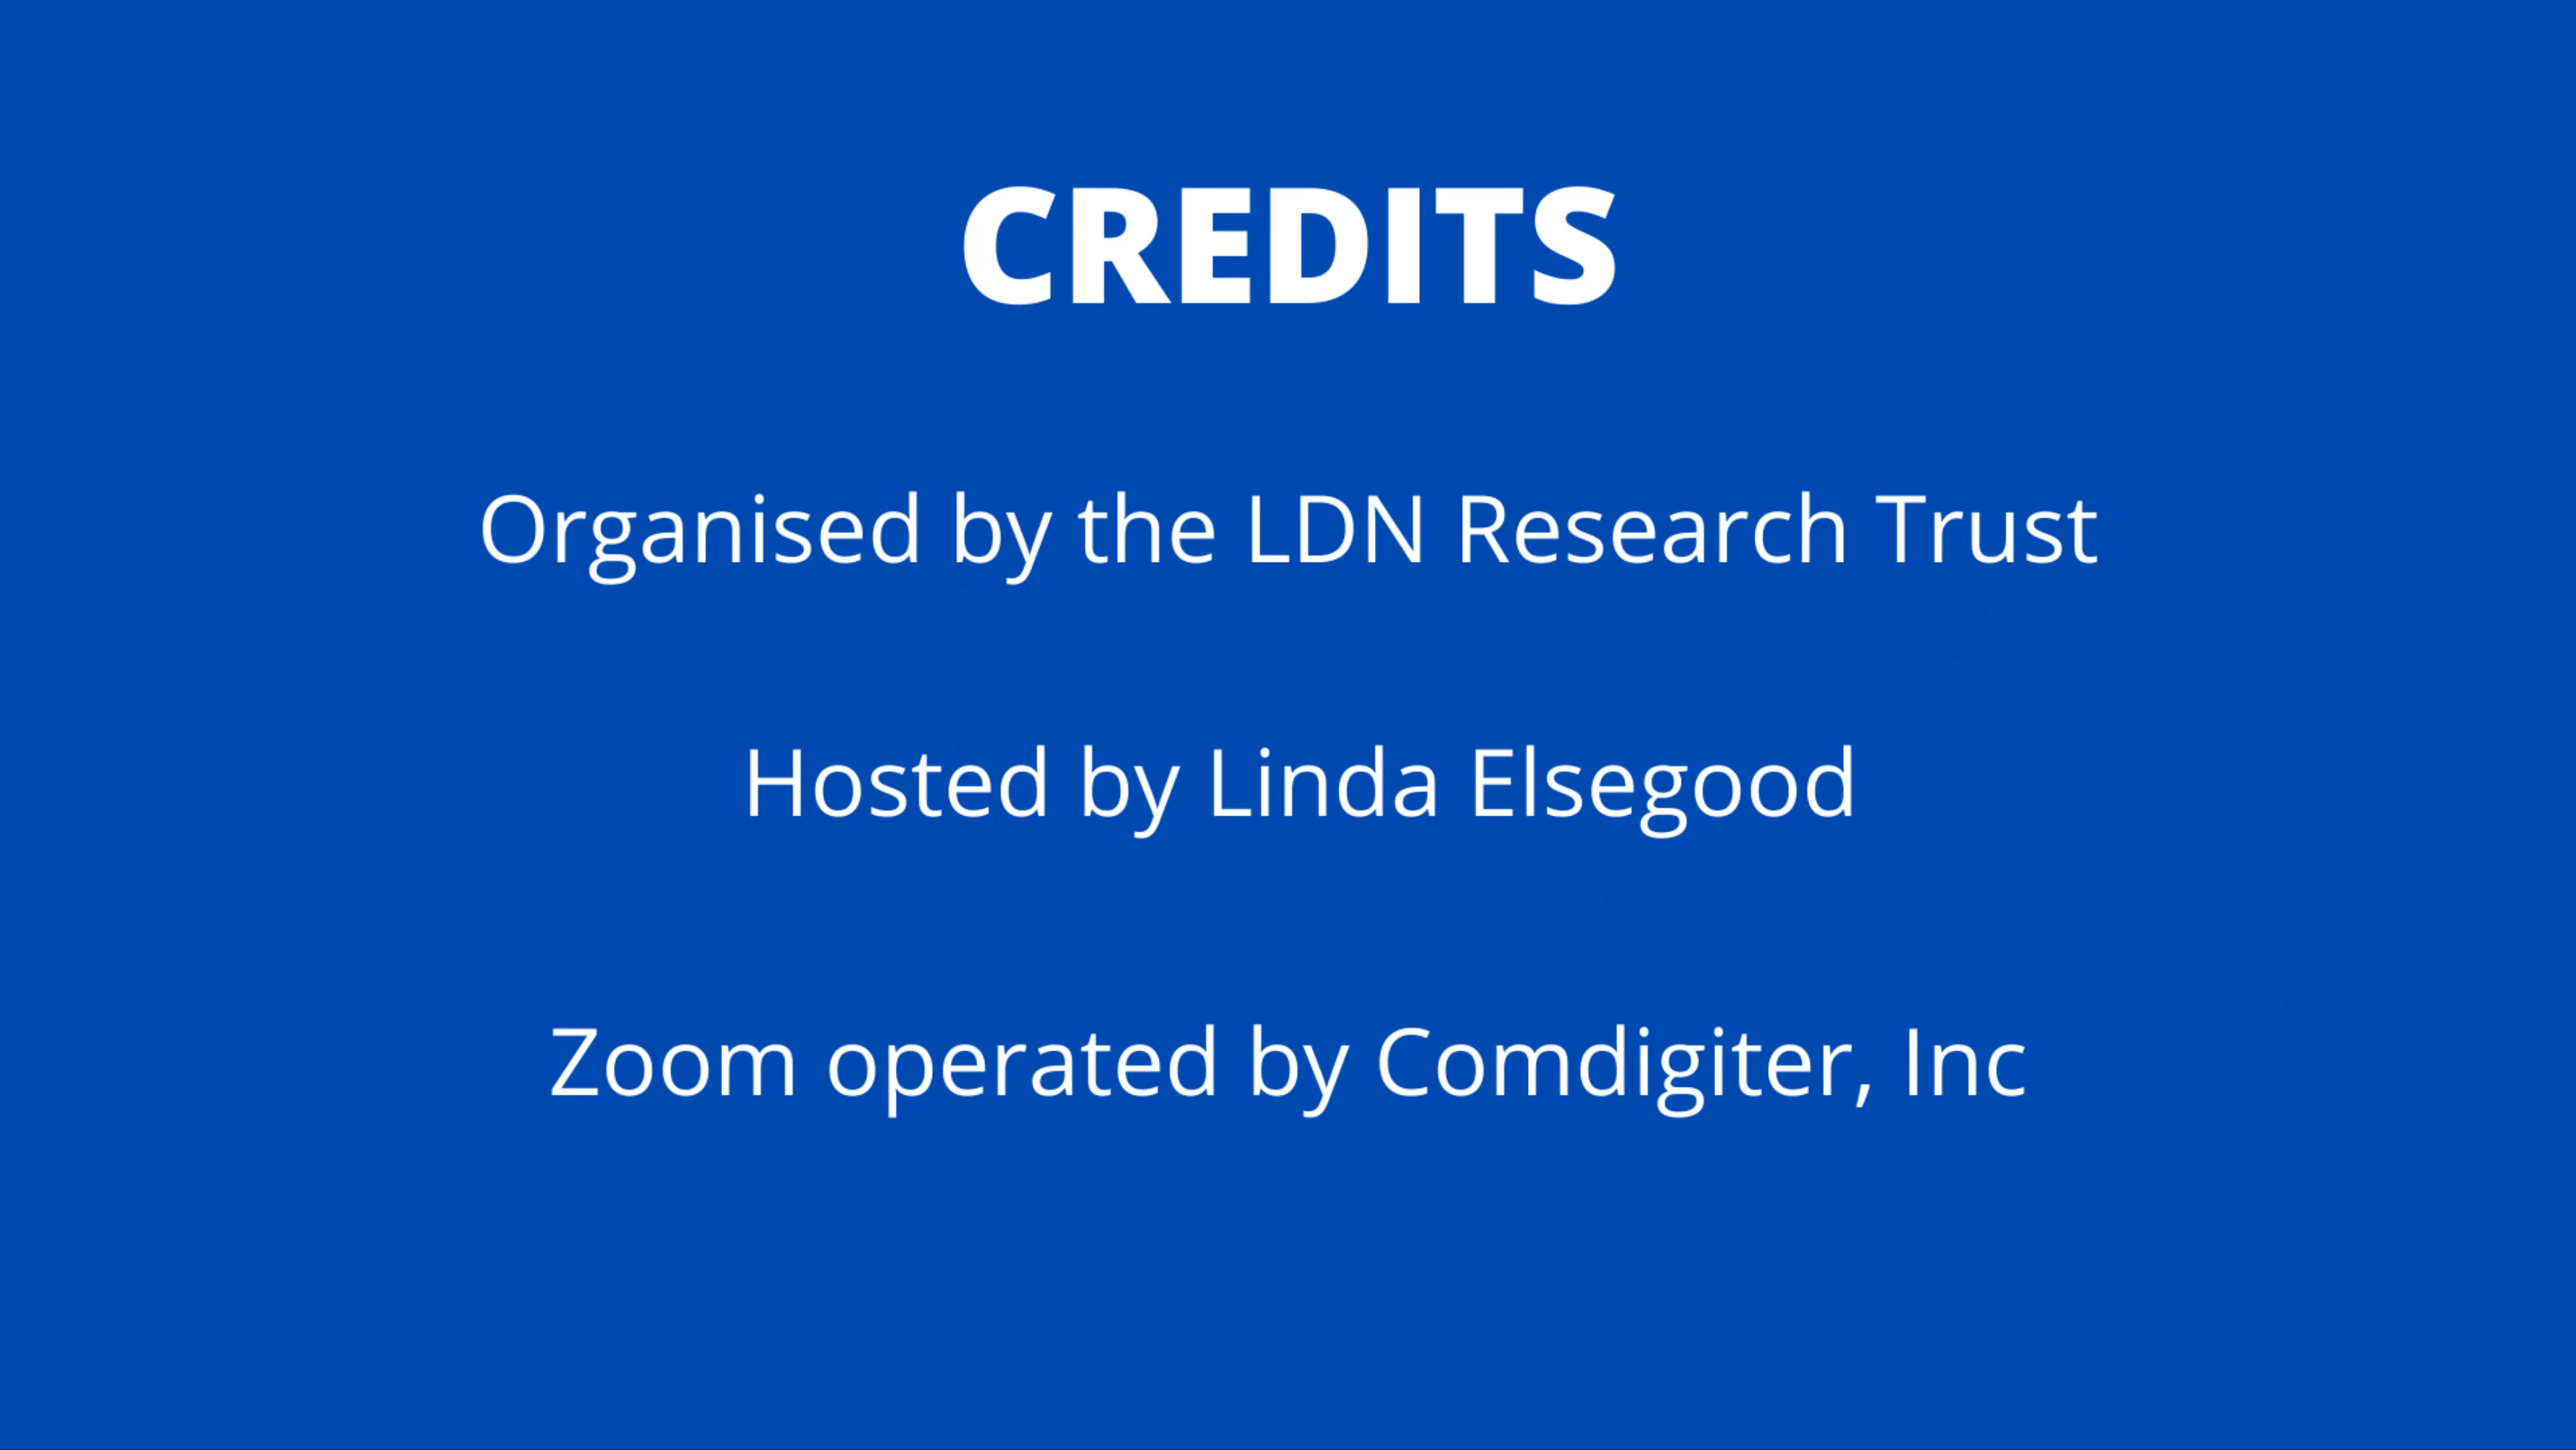 CREDITS
Organised by the LDN Research Trust
Hosted by Linda Elsegood
Zoom operated by Comdigiter, Inc